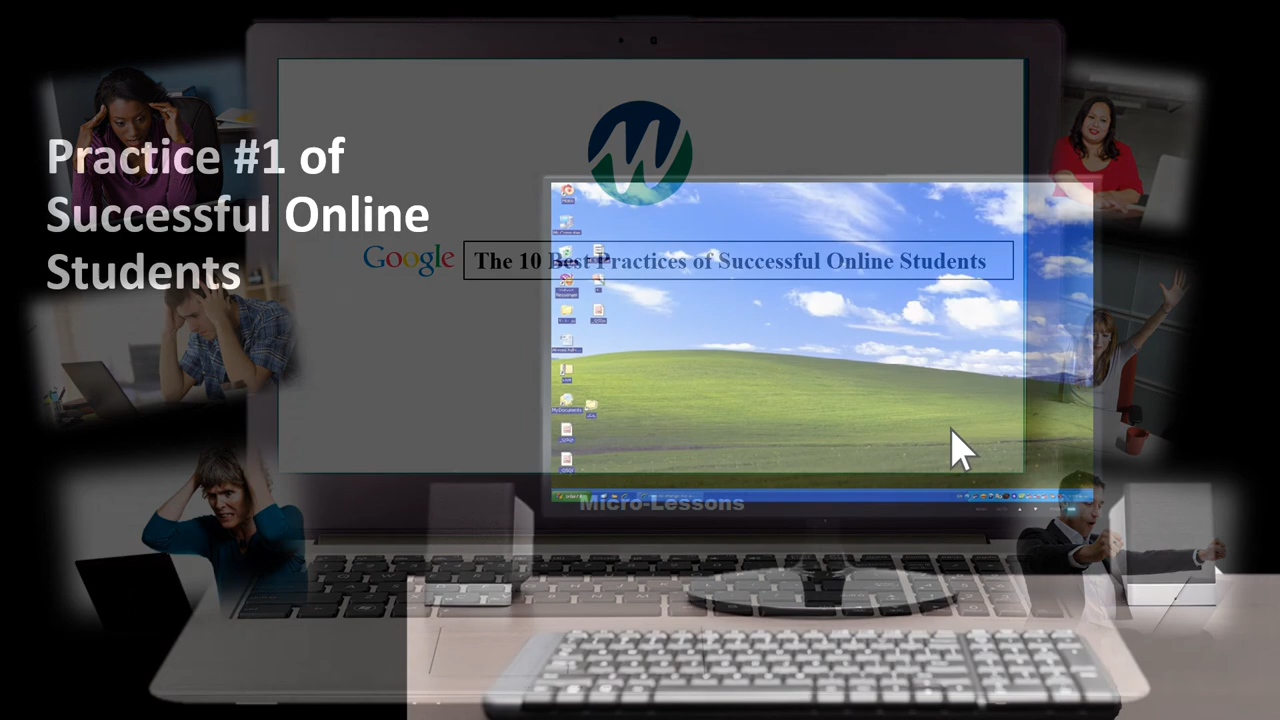 Practice #1 of
Successful Online
Students
Google
The 10 Best Practices of Successful Online Students
Micro-Lessons